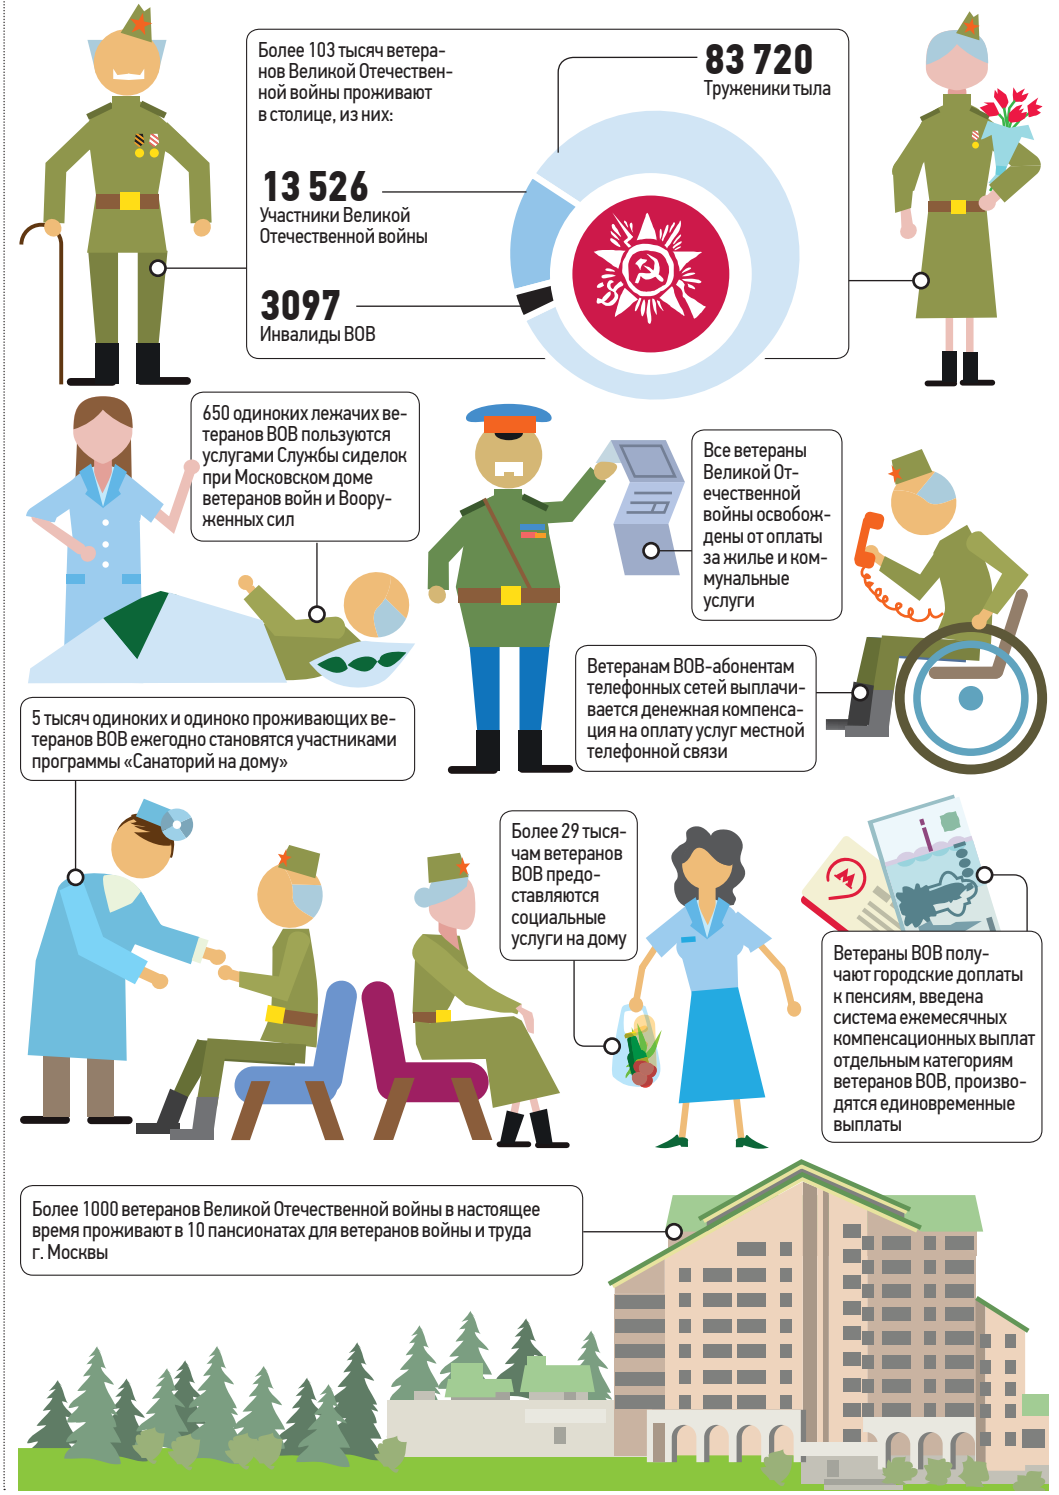 Более 103 тысяч ветера-
нов Великой Отечествен-
ной войны проживают
в столице, из них:
83 720
Труженики тыла
13 526
Участники Великой
Отечественной войны
3097
Инвалиды ВОВ
650 одиноких лежачих ве-
теранов ВОВ пользуются
услугами Службы сиделок
при Московском доме
ветеранов войн и Воору-
женных сил
Все ветераны
Великой От-
ечественной
войны освобож-
дены от оплаты
за жилье и ком-
мунальные
услуги
Ветеранам ВОВ-абонентам
телефонных сетей выплачи-
вается денежная компенса-
ция на оплату услуг местной
телефонной связи
5 тысяч одиноких и одиноко проживающих ве-
теранов ВОВ ежегодно становятся участниками
программы «Санаторий на дому»
Более 29 тыся-
чам ветеранов
ВОВ предо-
ставляются
социальные
услуги на дому
Ветераны ВОВ полу-
чают городские доплаты
к пенсиям, введена
система ежемесячных
компенсационных выплат
отдельным категориям
ветеранов ВОВ, произво-
дятся единовременные
выплаты
Более 1000 ветеранов Великой Отечественной войны в настоящее
время проживают в 10 пансионатах для ветеранов войны и труда
г. Москвы